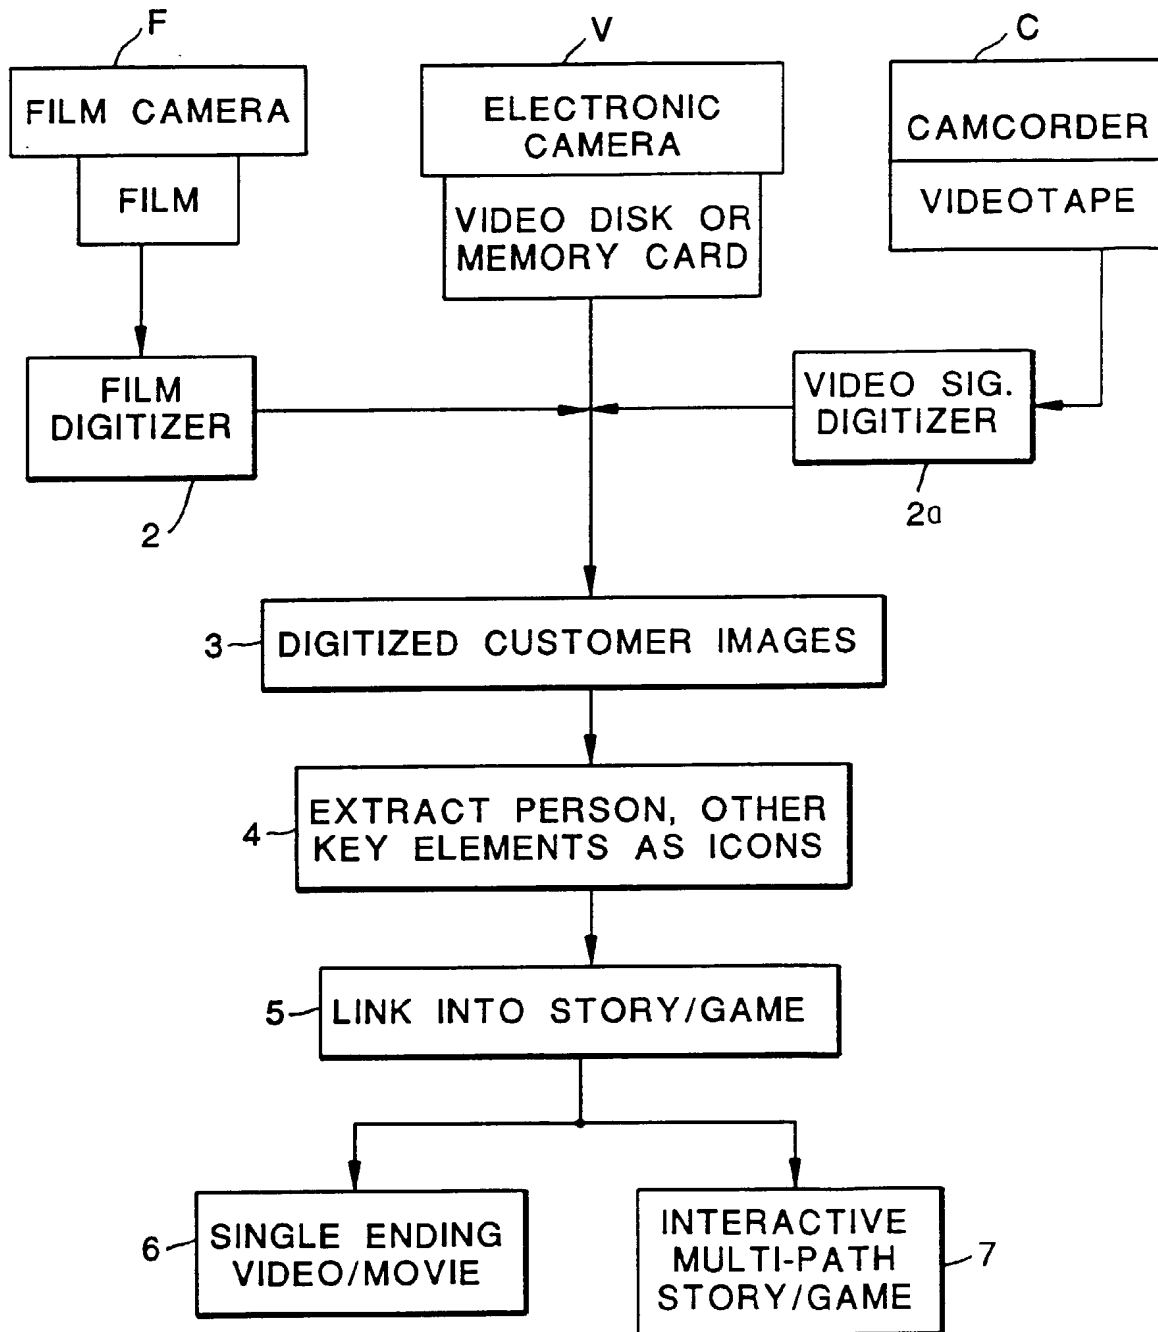 F
V
C
FILM CAMERA
FILM
ELECTRONIC
CAMERA
VIDEO DISK OR
MEMORY CARD
CAMCORDER
VIDEOTAPE
FILM
DIGITIZER
2
VIDEO SIG.
DIGITIZER
2a
3
DIGITIZED CUSTOMER IMAGES
4
EXTRACT PERSON, OTHER
KEY ELEMENTS AS ICONS
5
LINK INTO STORY/GAME
6
SINGLE ENDING
VIDEO/MOVIE
INTERACTIVE
MULTI-PATH
STORY/GAME
7